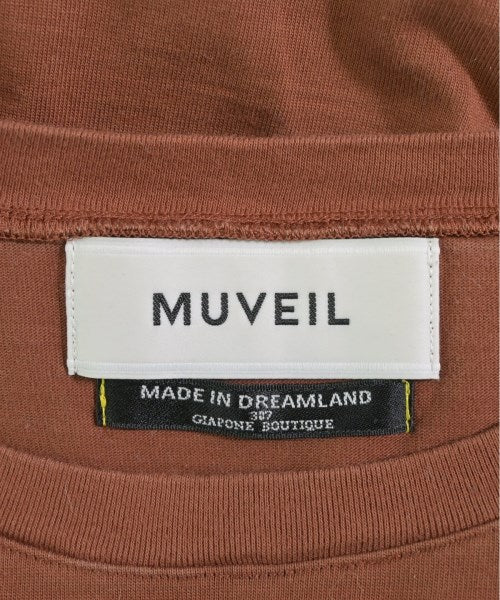 MUVEIL
MADE IN DREAMLAND
387
GIAPONE BOUTIQUE